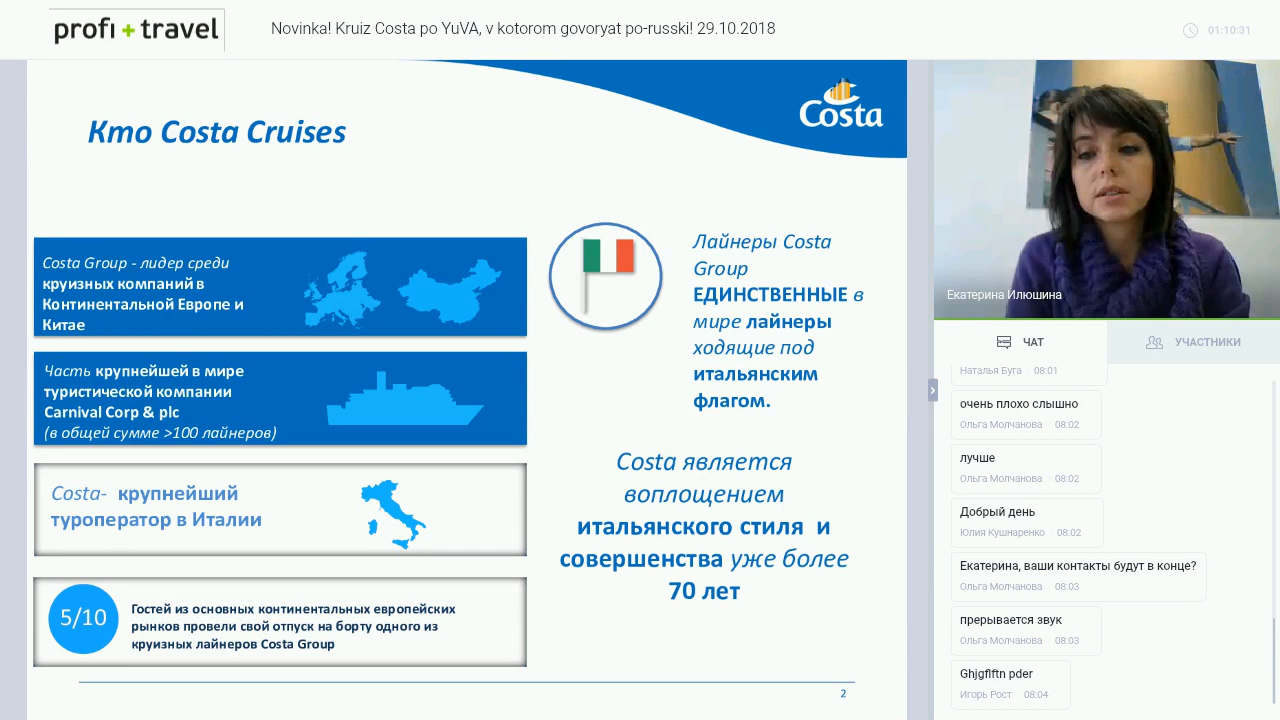 profi + travel
Novinka! Kruiz Costa po YuVA, v kotorom govoryat po-russki! 29.10.2018
01:10:31
Costa
Кто Costa Cruises
Costa Group - лидер среди
круизных компаний в
Континентальной Европе и
Китае
Часть крупнейшей в мире
туристической компании
Carnival Corp & plc
(в общей сумме >100 лайнеров)
Costa- крупнейший
туроператор в Италии
5/10
Гостей из основных континентальных европейских
рынков провели свой отпуск на борту одного из
круизных лайнеров Costa Group
Лайнеры Costa
Group
ЕДИНСТВЕННЫЕ в
мире лайнеры
ходящие под
итальянским
флагом.
Costa является
воплощением
итальянского стиля и
совершенства уже более
70 лет
2
Екатерина Илюшина
ЧАТ
УЧАСТНИКИ
Наталья Буга · 08:01
очень плохо слышно
Ольга Молчанова · 08:02
лучше
Ольга Молчанова · 08:02
Добрый день
Юлия Кушнаренко · 08:02
Екатерина, ваши контакты будут в конце?
Ольга Молчанова · 08:03
прерывается звук
Ольга Молчанова · 08:03
Ghjgflftn pder
Игорь Рост · 08:04